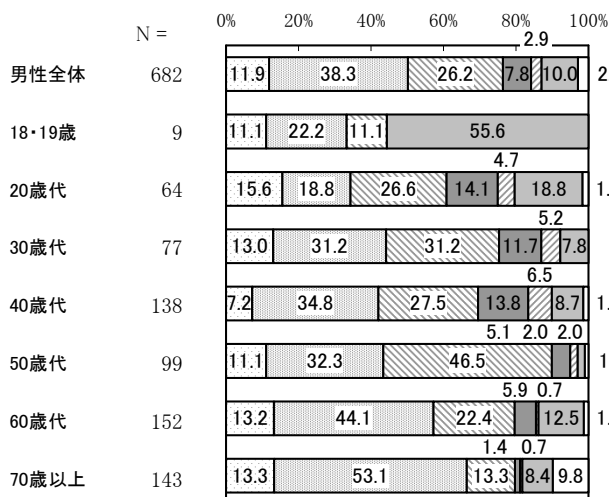 0% 20% 40% 60% 80% 100%
N =
2.9
男性全体 682 11.9 38.3 26.2 7.8 10.0 2
18・19歳 9 11.1 22.2 11.1 55.6
4.7
20歳代 64 15.6 18.8 26.6 14.1 18.8 1.
5.2
30歳代 77 13.0 31.2 31.2 11.7 7.8
6.5
40歳代 138 7.2 34.8 27.5 13.8 8.7 1.
5.1 2.0 2.0
50歳代 99 11.1 32.3 46.5 1
5.9 0.7
60歳代 152 13.2 44.1 22.4 12.5 1.
1.4 0.7
70歳以上 143 13.3 53.1 13.3 8.4 9.8